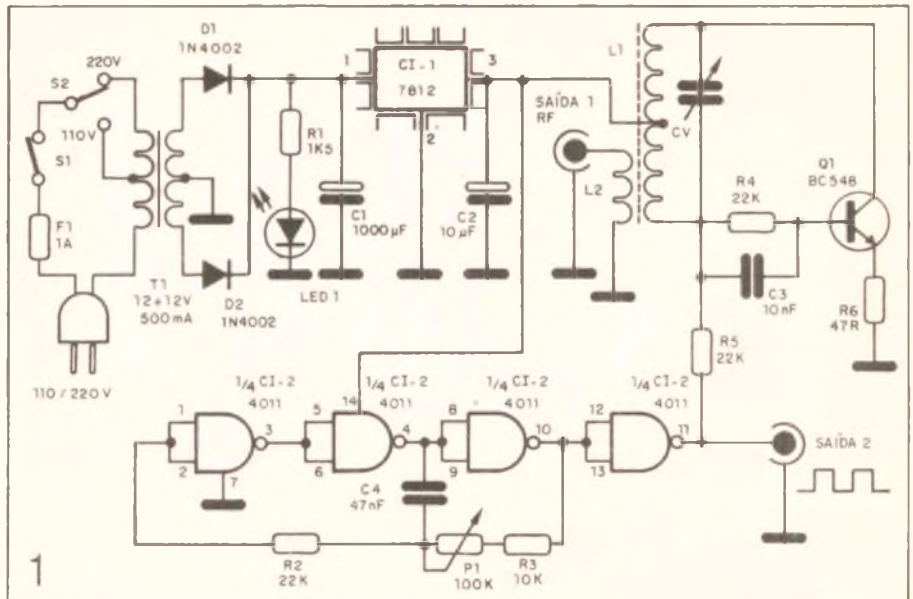 D1
1N4002
220V
S2
110V
S1
F1
1A
110/220V
T1
12+12V
500mA
D2
1N4002
R1
1K5
LED 1
1
CI-1
7812
3
2
C1
1000µF
C2
10µF
SAÍDA 1
RF
L1
L2
CV
Q1
BC548
R4
22K
C3
10nF
R6
47R
R5
22K
1/4 CI-2
4011
1
2
3
7
1/4 CI-2
4011
5
6
14
4
1/4 CI-2
4011
8
9
10
1/4 CI-2
4011
12
13
11
C4
47nF
R2
22K
P1
100K
R3
10K
SAÍDA 2
1